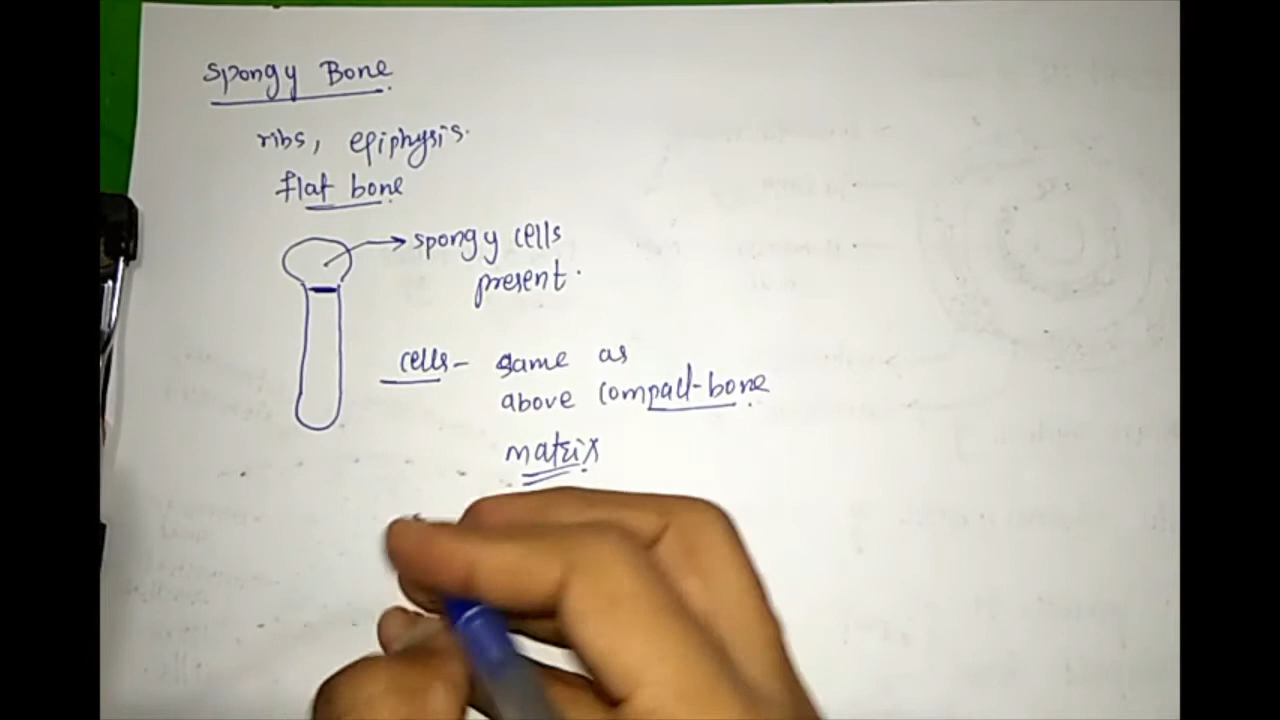 Spongy Bone
ribs, epiphysis.
flat bone
spongy cells
present.
cells - same as
above compact-bone
matrix